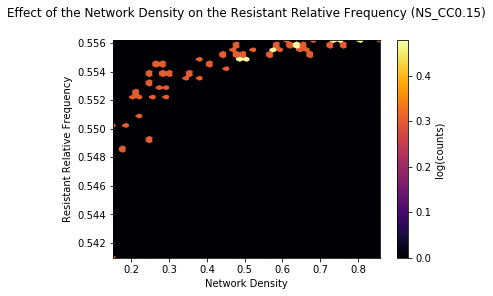 Effect of the Network Density on the Resistant Relative Frequency (NS_CC0.15)
0.556
0.554
0.552
0.550
0.548
0.546
0.544
0.542
Resistant Relative Frequency
0.2 0.3 0.4 0.5 0.6 0.7 0.8
Network Density
0.4
0.3
0.2
0.1
0.0
log(counts)